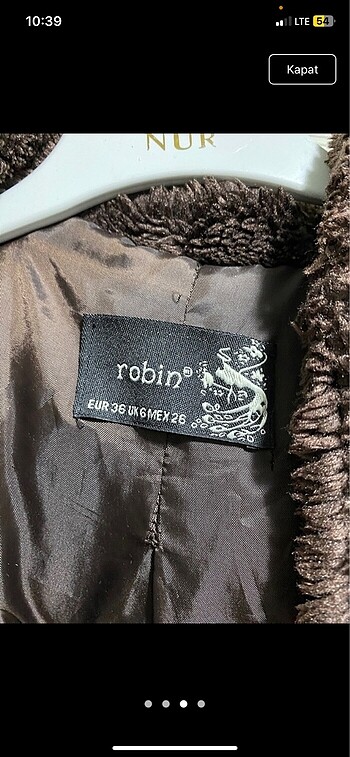 10:39
LTE 54
Kapat
NUR
robin
EUR 36 UK 6 MEX 26